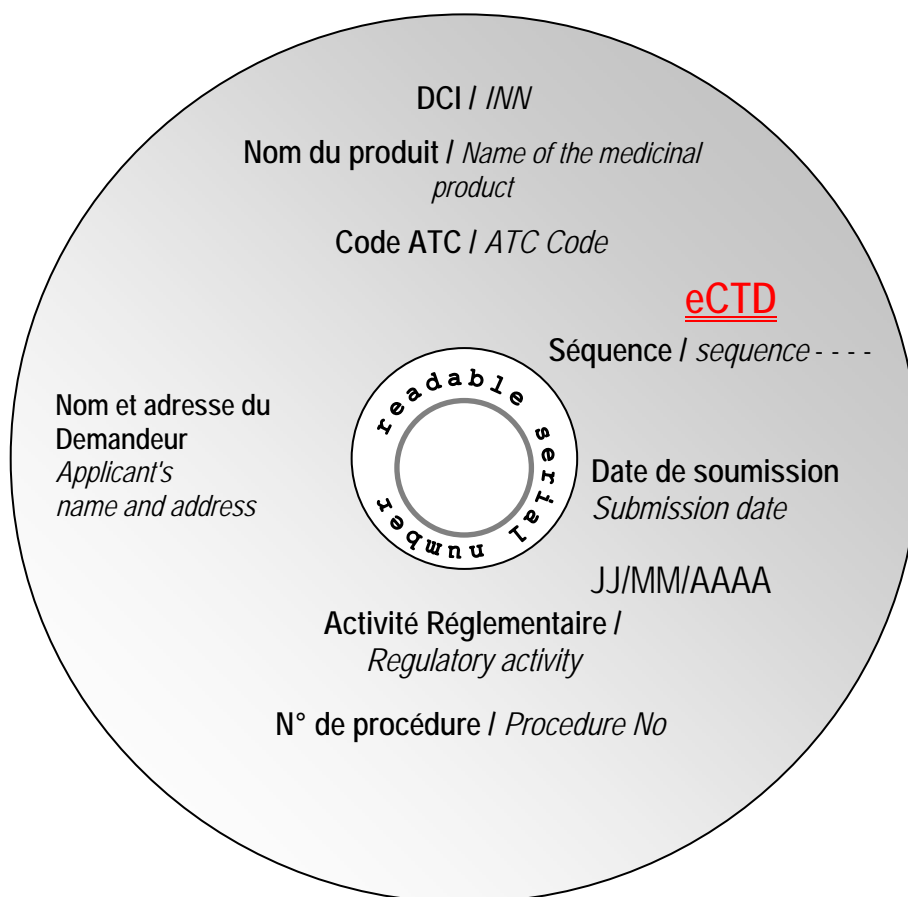 DCI / INN
Nom du produit / Name of the medicinal
product
Code ATC / ATC Code
eCTD
Séquence / sequence - - - -
readable serial number
Nom et adresse du
Demandeur
Applicant's
name and address
Date de soumission
Submission date
JJ/MM/AAAA
Activité Réglementaire /
Regulatory activity
N° de procédure / Procedure No